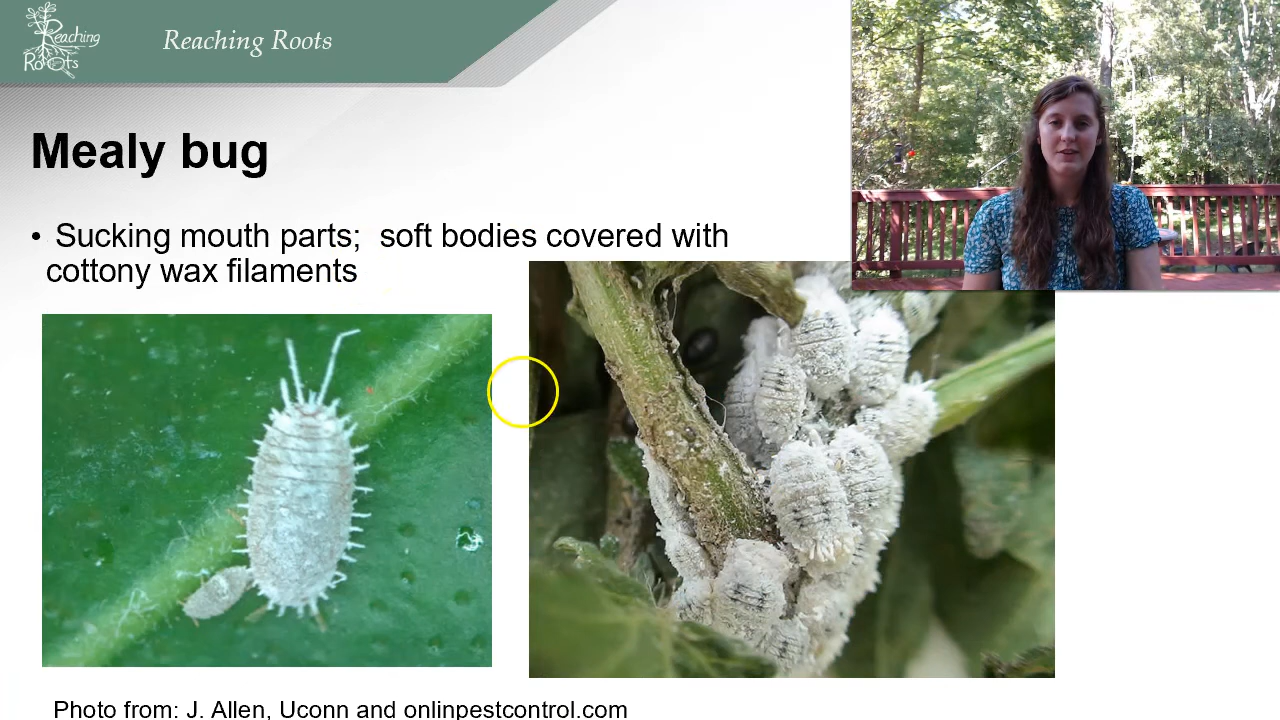 Reaching
Roots
Reaching Roots
Mealy bug
• Sucking mouth parts;  soft bodies covered with
cottony wax filaments
Photo from: J. Allen, Uconn and onlinpestcontrol.com